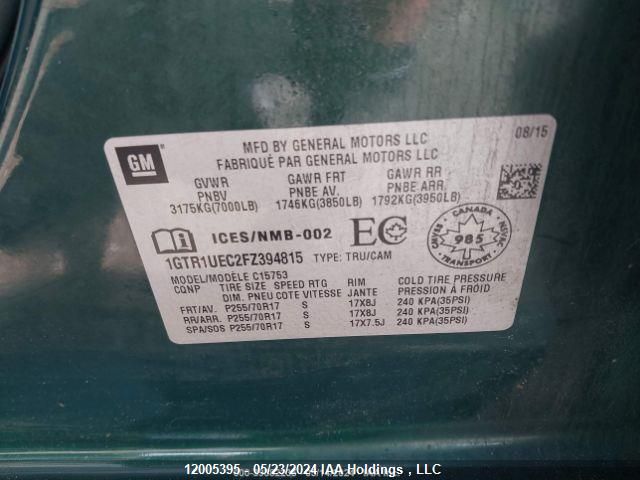 GM
MFD BY GENERAL MOTORS LLC
FABRIQUÉ PAR GENERAL MOTORS LLC
08/15
GVWR GAWR FRT GAWR RR
PNBV PNBE AV. PNBE ARR.
3175KG(7000LB) 1746KG(3850LB) 1792KG(3950LB)
ICES/NMB-002 EC
CANADA
985
TRANSPORT
1GTR1UEC2FZ394815 TYPE: TRU/CAM
MODEL/MODÈLE C15753
CONP TIRE SIZE SPEED RTG RIM COLD TIRE PRESSURE
DIM. PNEU COTE VITESSE JANTE PRESSION À FROID
FRT/AV. P255/70R17 S 17X8J 240 KPA(35PSI)
RR/ARR. P255/70R17 S 17X8J 240 KPA(35PSI)
SPA/SOS P255/70R17 S 17X7.5J 240 KPA(35PSI)
12005395 - 05/23/2024 IAA Holdings , LLC